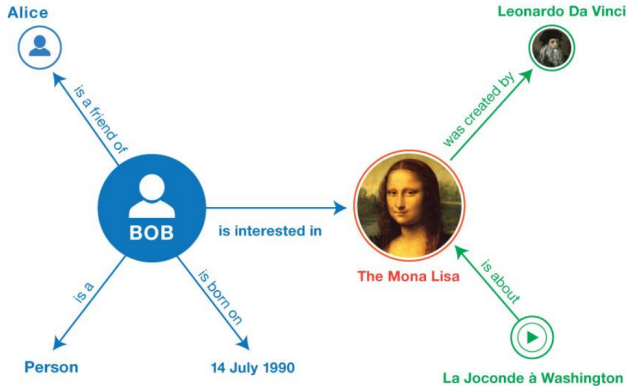 Alice
Leonardo Da Vinci
is a friend of
was created by
BOB
is interested in
The Mona Lisa
is a
is born on
is about
Person
14 July 1990
La Joconde à Washington